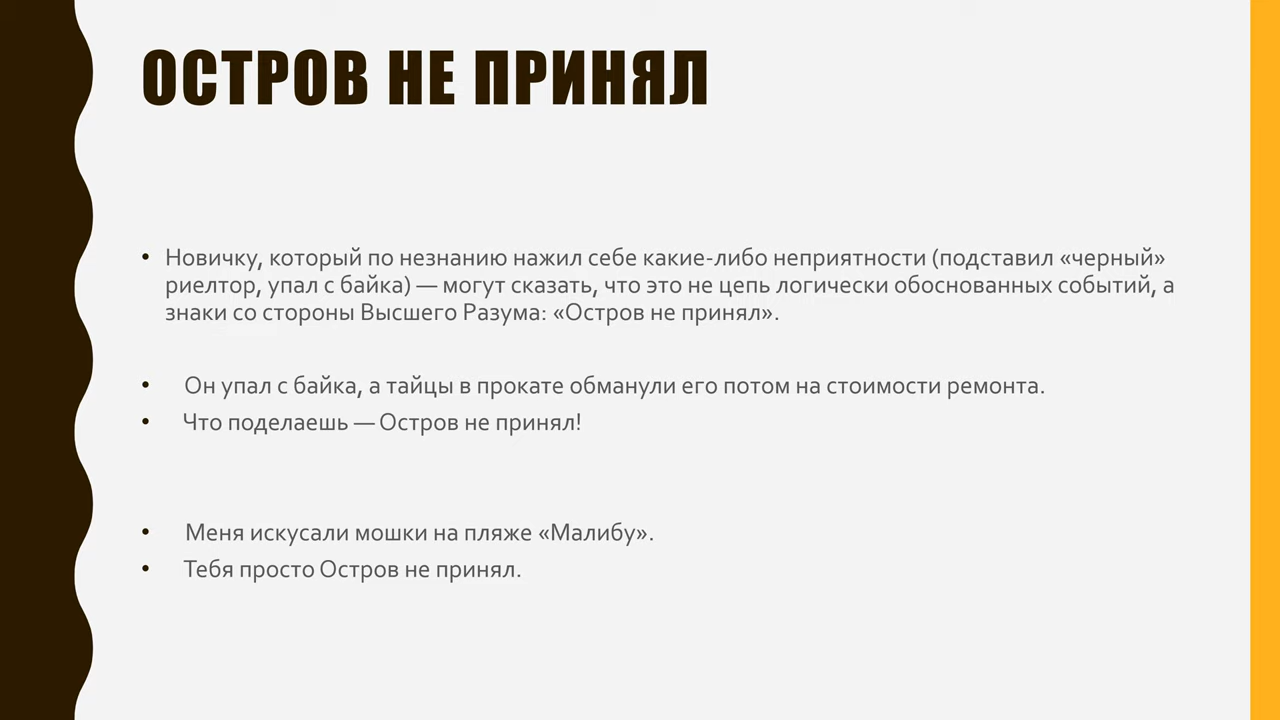 ОСТРОВ НЕ ПРИНЯЛ
• Новичку, который по незнанию нажил себе какие-либо неприятности (подставил «черный»
риелтор, упал с байка) — могут сказать, что это не цепь логически обоснованных событий, а
знаки со стороны Высшего Разума: «Остров не принял».
• Он упал с байка, а тайцы в прокате обманули его потом на стоимости ремонта.
• Что поделаешь — Остров не принял!
• Меня искусали мошки на пляже «Малибу».
• Тебя просто Остров не принял.